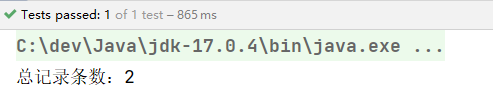 Tests passed: 1 of 1 test – 865 ms
C:\dev\Java\jdk-17.0.4\bin\java.exe ...
总记录条数：2